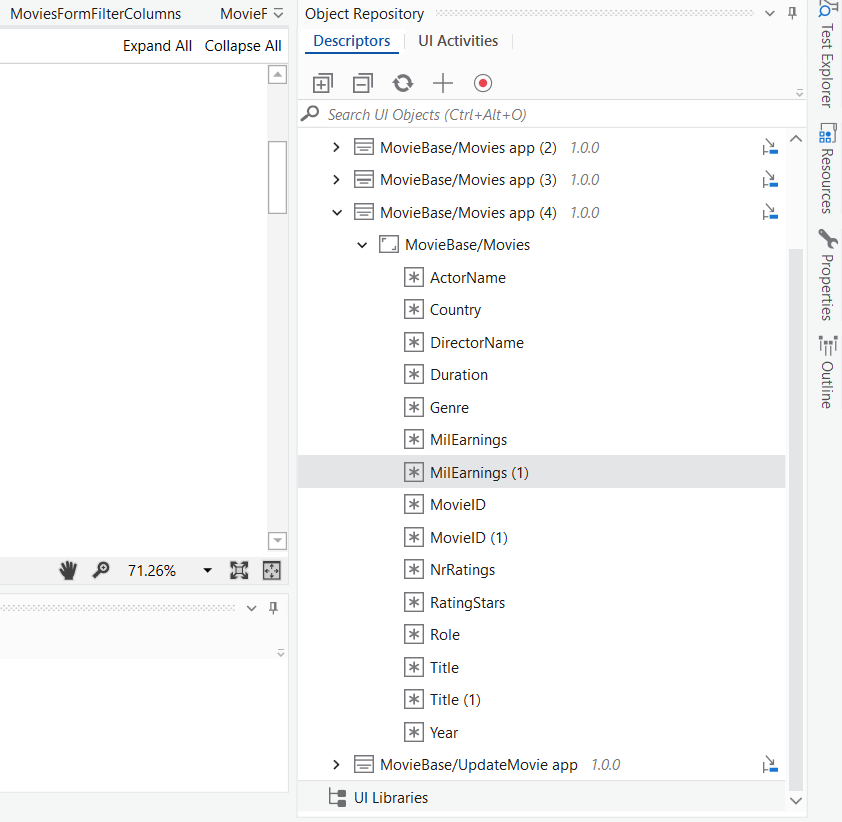 MoviesFormFilterColumns MovieF
Expand All Collapse All
71.26%
Object Repository
Descriptors UI Activities
Search UI Objects (Ctrl+Alt+O)
MovieBase/Movies app (2) 1.0.0
MovieBase/Movies app (3) 1.0.0
MovieBase/Movies app (4) 1.0.0
MovieBase/Movies
ActorName
Country
DirectorName
Duration
Genre
MilEarnings
MilEarnings (1)
MovieID
MovieID (1)
NrRatings
RatingStars
Role
Title
Title (1)
Year
MovieBase/UpdateMovie app 1.0.0
UI Libraries
Test Explorer
Resources
Properties
Outline